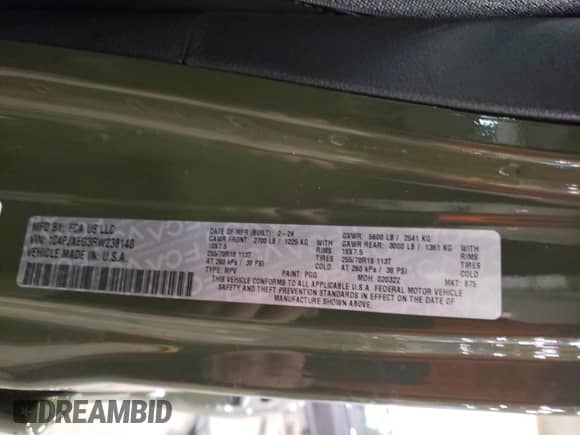 MFD BY: FCA US LLC
VIN: 1C4PJXEG3RW238146
VEHICLE MADE IN: U.S.A.
DATE OF MFR (BUILT): 2-24
GAWR FRONT: 2700 LB / 1225 KG
18X7.5 RIMS
255/70R18 113T TIRES
AT 260 kPa / 38 PSI COLD
GVWR: 5600 LB / 2541 KG
GAWR REAR: 3000 LB / 1361 KG WITH
18X7.5 RIMS
255/70R18 113T TIRES
AT 260 kPa / 38 PSI COLD
TYPE: MPV PAINT: PGG MDH: 020322 MKT: 875
THIS VEHICLE CONFORMS TO ALL APPLICABLE U.S.A. FEDERAL MOTOR VEHICLE
SAFETY AND THEFT PREVENTION STANDARDS IN EFFECT ON THE DATE OF
MANUFACTURE SHOWN ABOVE.
DREAMBID